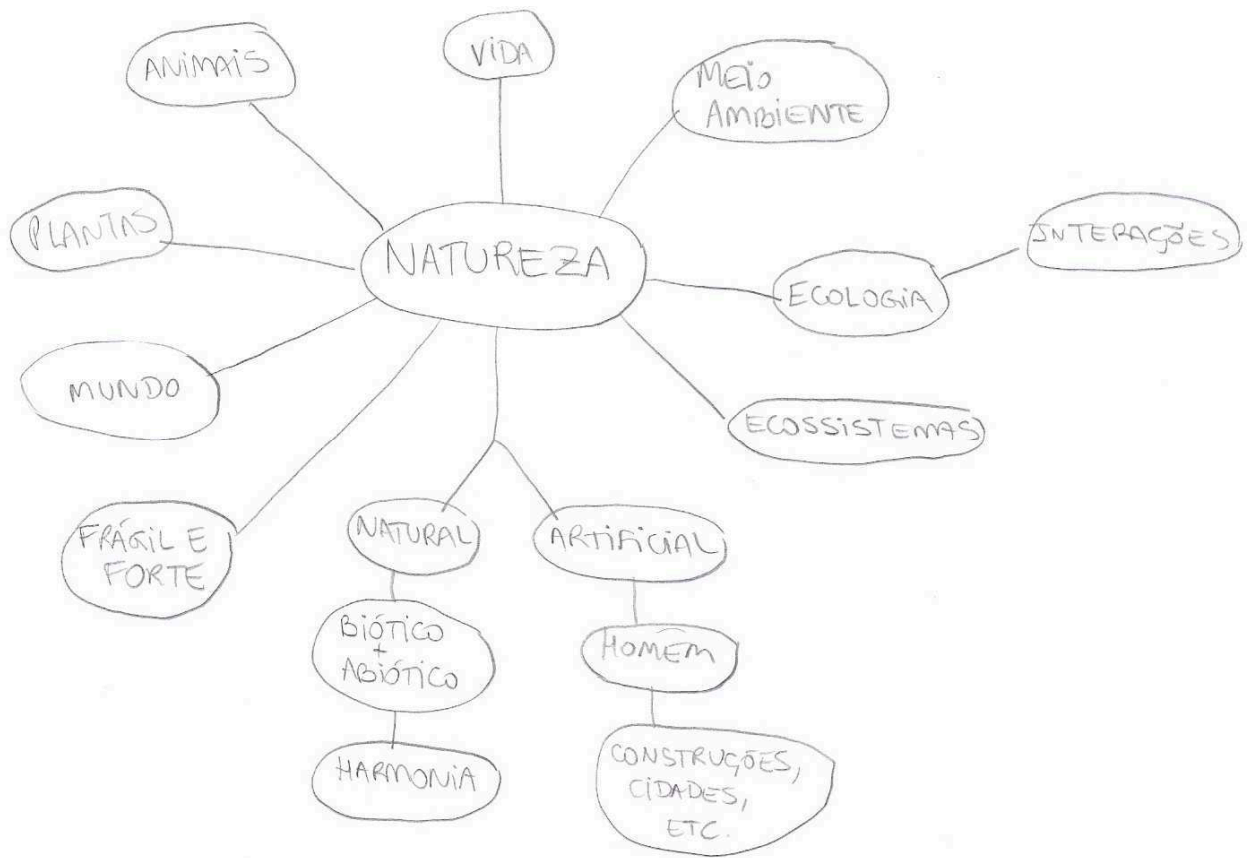 VIDA
ANIMAIS
MEIO
AMBIENTE
PLANTAS
NATUREZA
INTERAÇÕES
ECOLOGIA
MUNDO
ECOSSISTEMAS
FRÁGIL E
FORTE
NATURAL
ARTIFICIAL
BIÓTICO
+
ABIÓTICO
HOMEM
HARMONIA
CONSTRUÇÕES,
CIDADES,
ETC.